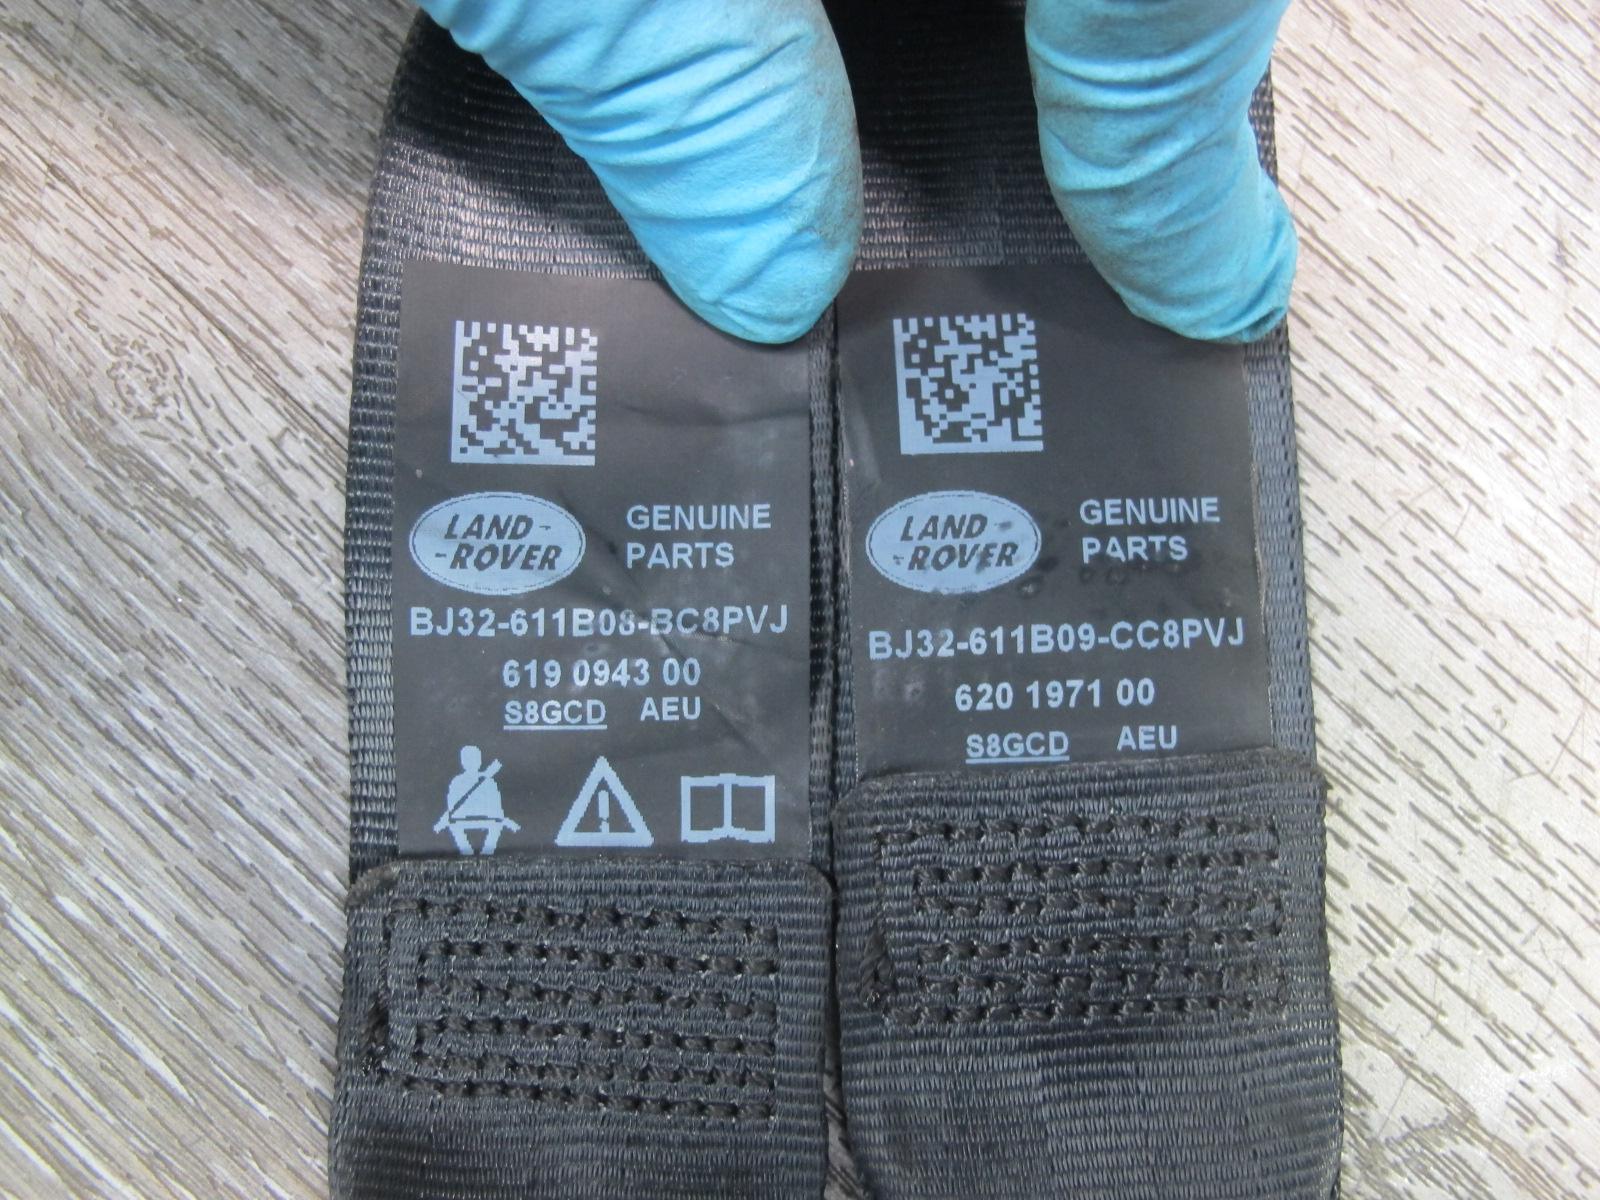 LAND-
-ROVER
GENUINE
PARTS
BJ32-611B08-BC8PVJ
619 0943 00
S8GCD AEU
LAND-
-ROVER
GENUINE
PARTS
BJ32-611B09-CC8PVJ
620 1971 00
S8GCD AEU